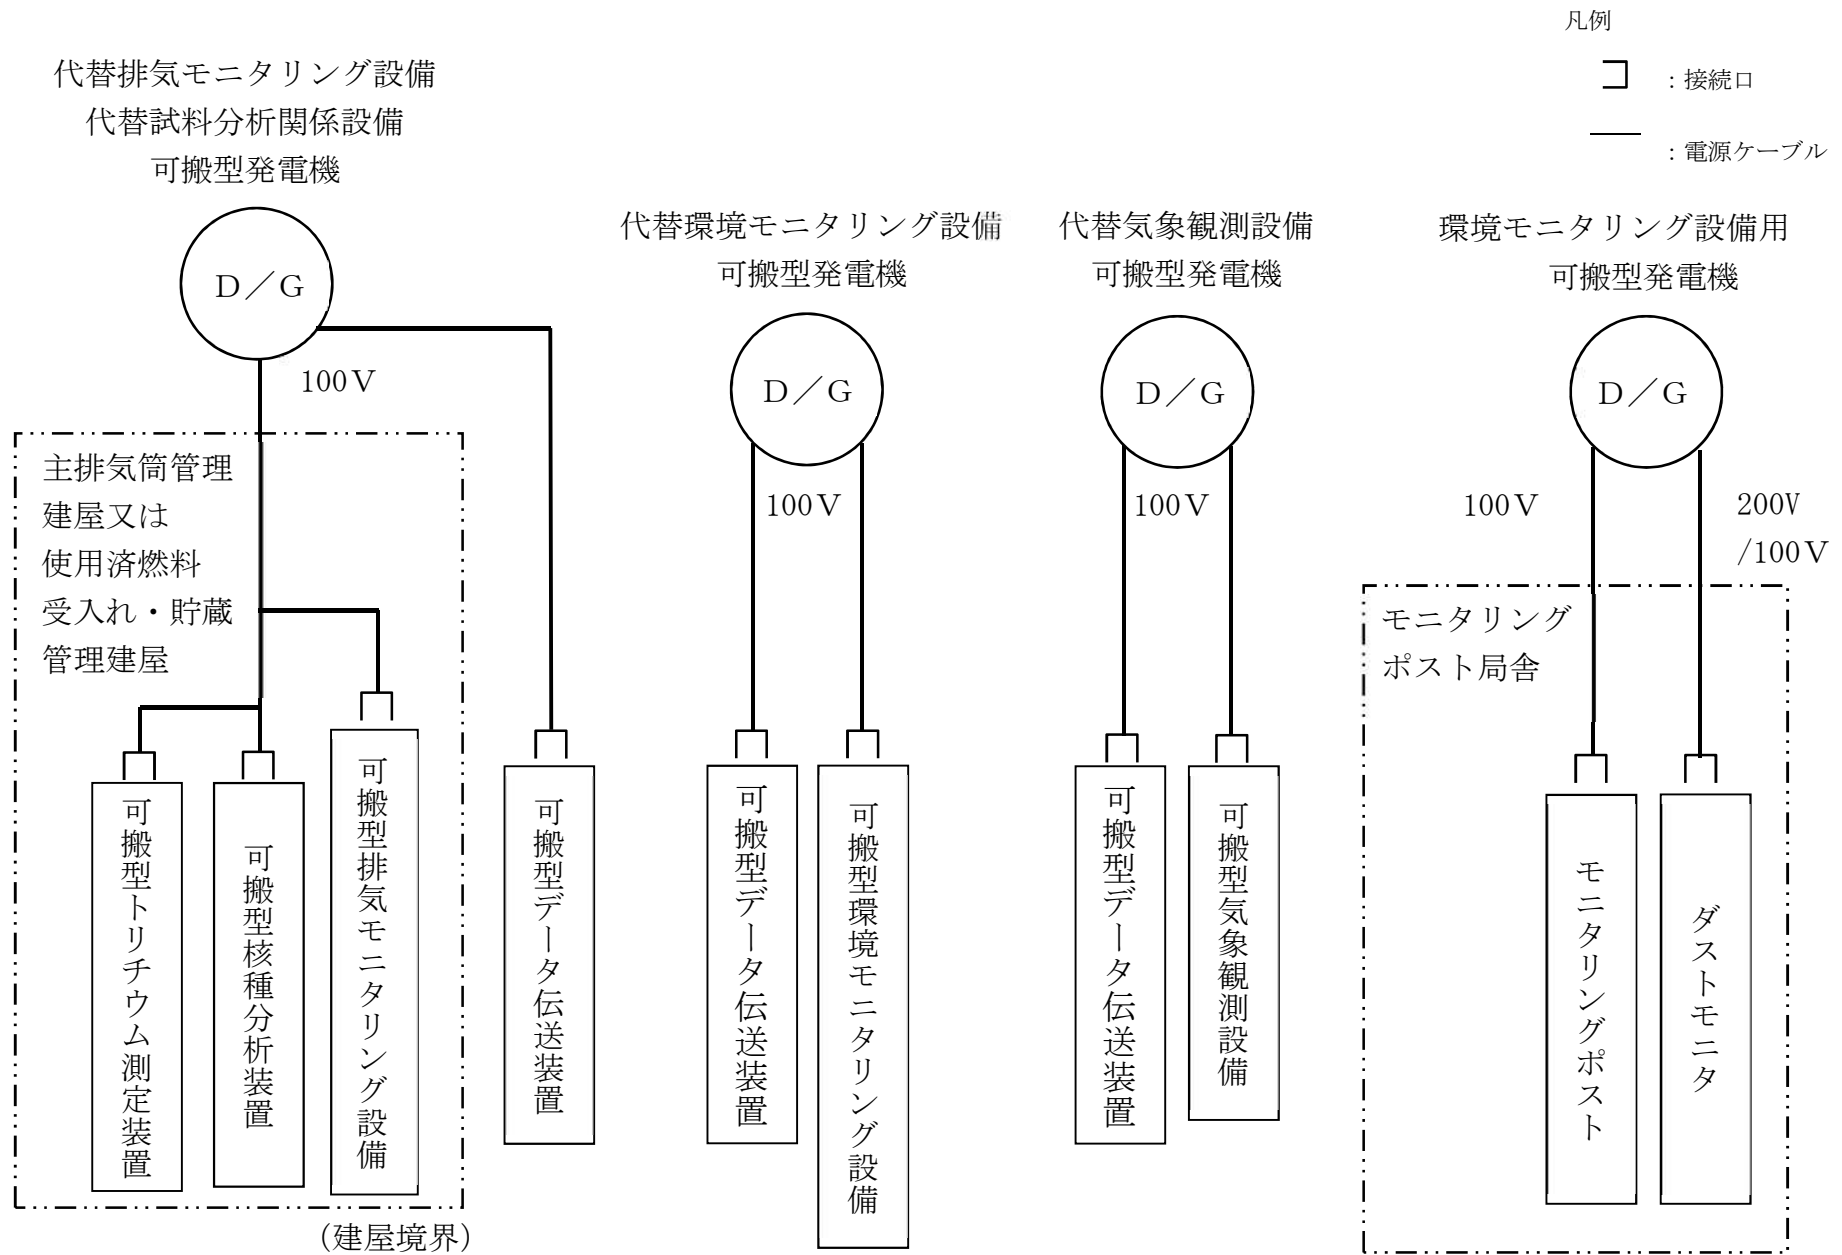 凡例
：接続口
：電源ケーブル
代替排気モニタリング設備
代替試料分析関係設備
可搬型発電機
D／G
100V
主排気筒管理
建屋又は
使用済燃料
受入れ・貯蔵
管理建屋
可搬型トリチウム測定装置
可搬型核種分析装置
可搬型排気モニタリング設備
(建屋境界)
可搬型データ伝送装置
代替環境モニタリング設備
可搬型発電機
D／G
100V
可搬型データ伝送装置
可搬型環境モニタリング設備
代替気象観測設備
可搬型発電機
D／G
100V
可搬型データ伝送装置
可搬型気象観測設備
環境モニタリング設備用
可搬型発電機
D／G
100V
200V
/100V
モニタリング
ポスト局舎
モニタリングポスト
ダストモニタ